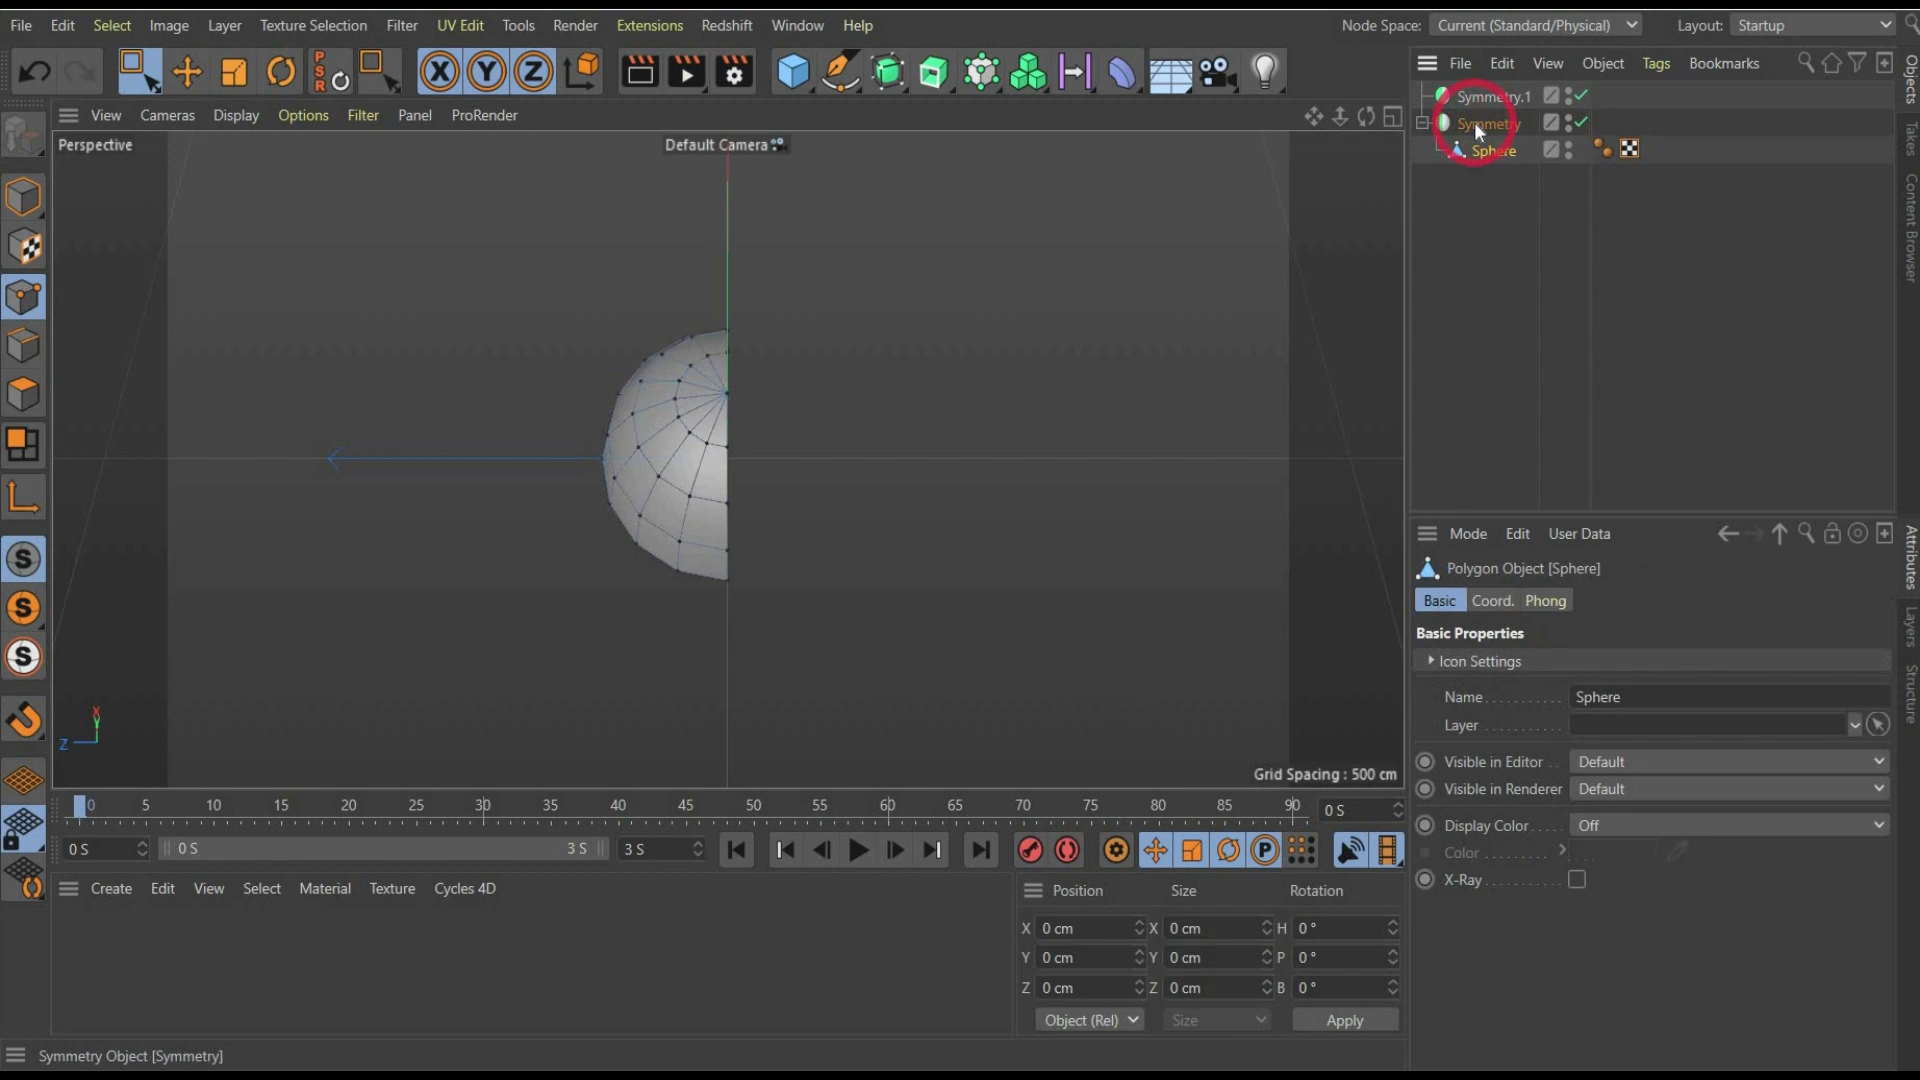 File Edit Select Image Layer Texture Selection Filter UV Edit Tools Render Extensions Redshift Window Help Node Space: Current (Standard/Physical) Layout: Startup
X Y Z
P
S
R
File Edit View Object Tags Bookmarks
Symmetry.1
Symmetry
Sphere
Objects
Takes
Content Browser
View Cameras Display Options Filter Panel ProRender
Perspective
Default Camera
X
Y
Z
Grid Spacing : 500 cm
S
S
S
Mode Edit User Data
Polygon Object [Sphere]
Basic Coord. Phong
Basic Properties
Icon Settings
Name Sphere
Layer
Visible in Editor Default
Visible in Renderer Default
Display Color Off
Color
X-Ray
Attributes
Layers
Structure
0 5 10 15 20 25 30 35 40 45 50 55 60 65 70 75 80 85 90 0 S
0 S 0 S 3 S 3 S
P
Create Edit View Select Material Texture Cycles 4D
Position Size Rotation
X 0 cm X 0 cm H 0 °
Y 0 cm Y 0 cm P 0 °
Z 0 cm Z 0 cm B 0 °
Object (Rel) Size Apply
Symmetry Object [Symmetry]